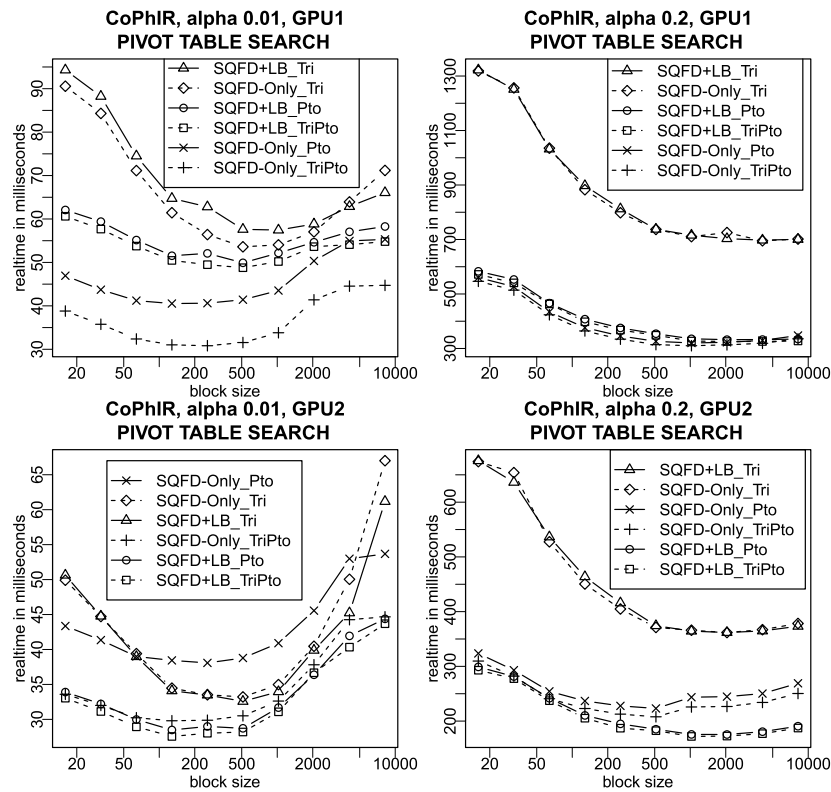 CoPhIR, alpha 0.01, GPU1
PIVOT TABLE SEARCH
SQFD+LB_Tri
SQFD-Only_Tri
SQFD+LB_Pto
SQFD+LB_TriPto
SQFD-Only_Pto
SQFD-Only_TriPto
realtime in milliseconds
90
80
70
60
50
40
30
20 50 200 500 2000 10000
block size
CoPhIR, alpha 0.2, GPU1
PIVOT TABLE SEARCH
SQFD+LB_Tri
SQFD-Only_Tri
SQFD+LB_Pto
SQFD+LB_TriPto
SQFD-Only_Pto
SQFD-Only_TriPto
realtime in milliseconds
1300
1100
900
700
500
300
20 50 200 500 2000 10000
block size
CoPhIR, alpha 0.01, GPU2
PIVOT TABLE SEARCH
SQFD-Only_Pto
SQFD-Only_Tri
SQFD+LB_Tri
SQFD-Only_TriPto
SQFD+LB_Pto
SQFD+LB_TriPto
realtime in milliseconds
65
60
55
50
45
40
35
30
20 50 200 500 2000 10000
block size
CoPhIR, alpha 0.2, GPU2
PIVOT TABLE SEARCH
SQFD+LB_Tri
SQFD-Only_Tri
SQFD-Only_Pto
SQFD-Only_TriPto
SQFD+LB_Pto
SQFD+LB_TriPto
realtime in milliseconds
600
500
400
300
200
20 50 200 500 2000 10000
block size